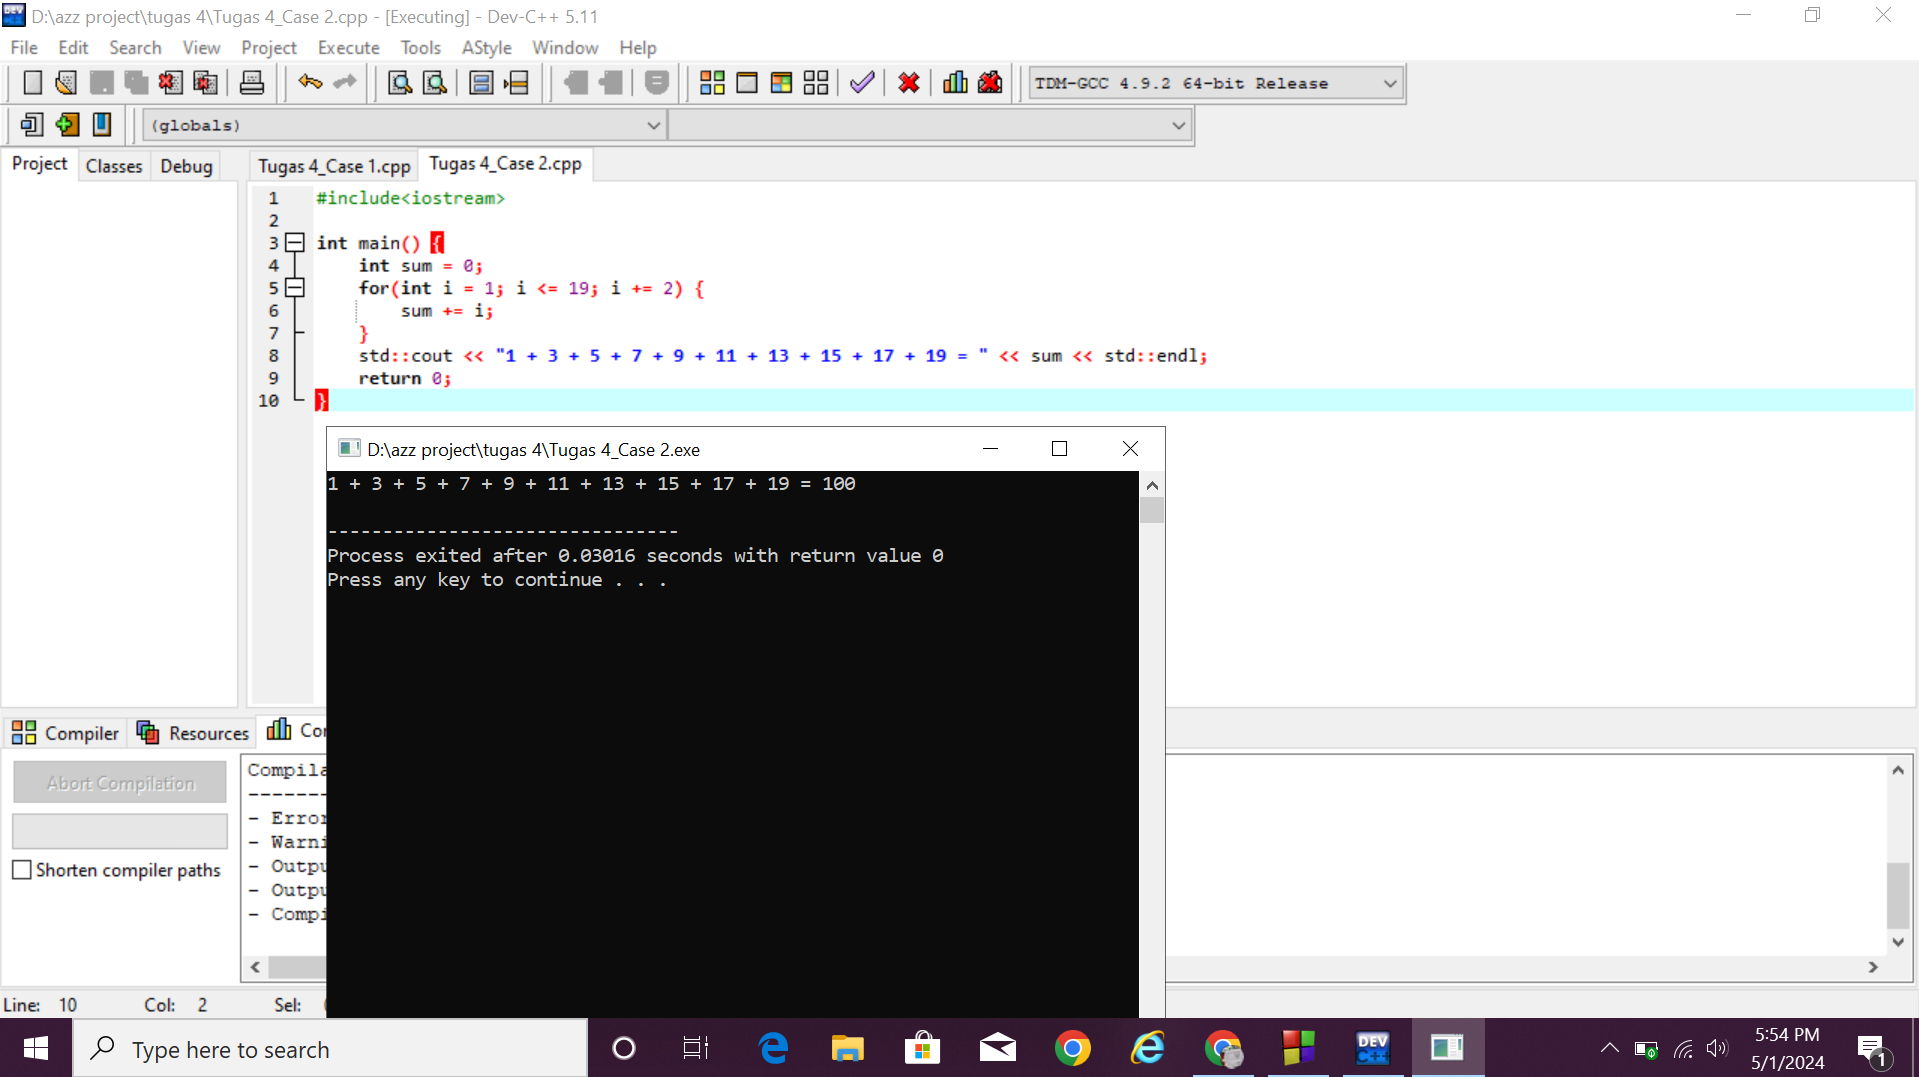 D:\azz project\tugas 4\Tugas 4_Case 2.cpp - [Executing] - Dev-C++ 5.11
File Edit Search View Project Execute Tools AStyle Window Help
TDM-GCC 4.9.2 64-bit Release
(globals)
Project Classes Debug
Tugas 4_Case 1.cpp Tugas 4_Case 2.cpp
1 #include<iostream>
2
3 int main() {
4 int sum = 0;
5 for(int i = 1; i <= 19; i += 2) {
6 sum += i;
7 }
8 std::cout << "1 + 3 + 5 + 7 + 9 + 11 + 13 + 15 + 17 + 19 = " << sum << std::endl;
9 return 0;
10 }
D:\azz project\tugas 4\Tugas 4_Case 2.exe
1 + 3 + 5 + 7 + 9 + 11 + 13 + 15 + 17 + 19 = 100
--------------------------------
Process exited after 0.03016 seconds with return value 0
Press any key to continue . . .
Compiler Resources
Abort Compilation
Shorten compiler paths
Line: 10 Col: 2 Sel:
Type here to search
DEV C++
5:54 PM
5/1/2024
1